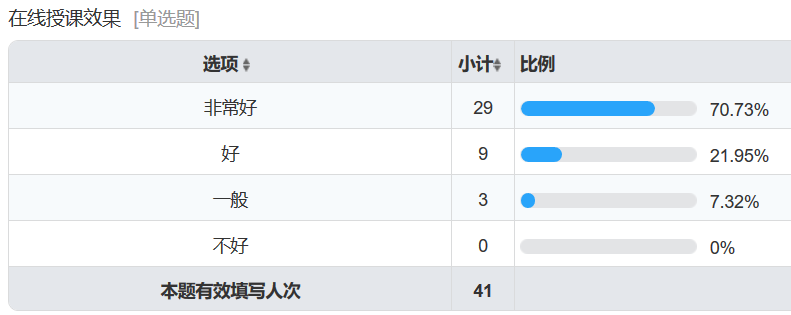 在线授课效果 [单选题]
选项 小计 比例
非常好 29 70.73%
好 9 21.95%
一般 3 7.32%
不好 0 0%
本题有效填写人次 41